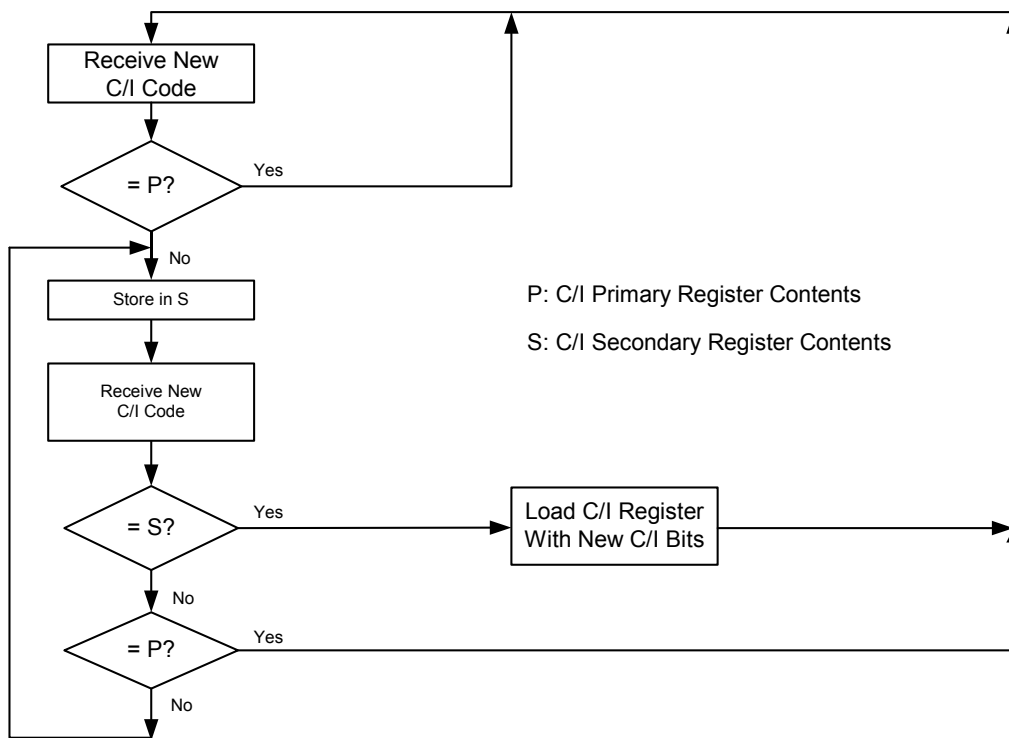 Receive New
C/I Code
= P?
Yes
No
Store in S
P: C/I Primary Register Contents
S: C/I Secondary Register Contents
Receive New
C/I Code
= S?
Yes
Load C/I Register
With New C/I Bits
No
= P?
Yes
No